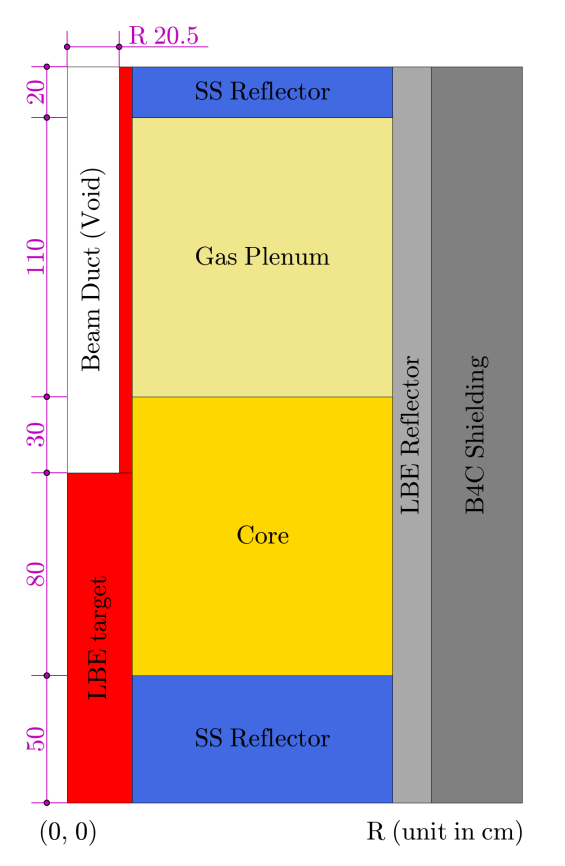 R 20.5
20
SS Reflector
110
Beam Duct (Void)
Gas Plenum
30
LBE Reflector
B4C Shielding
Core
80
LBE target
50
SS Reflector
(0, 0)
R (unit in cm)